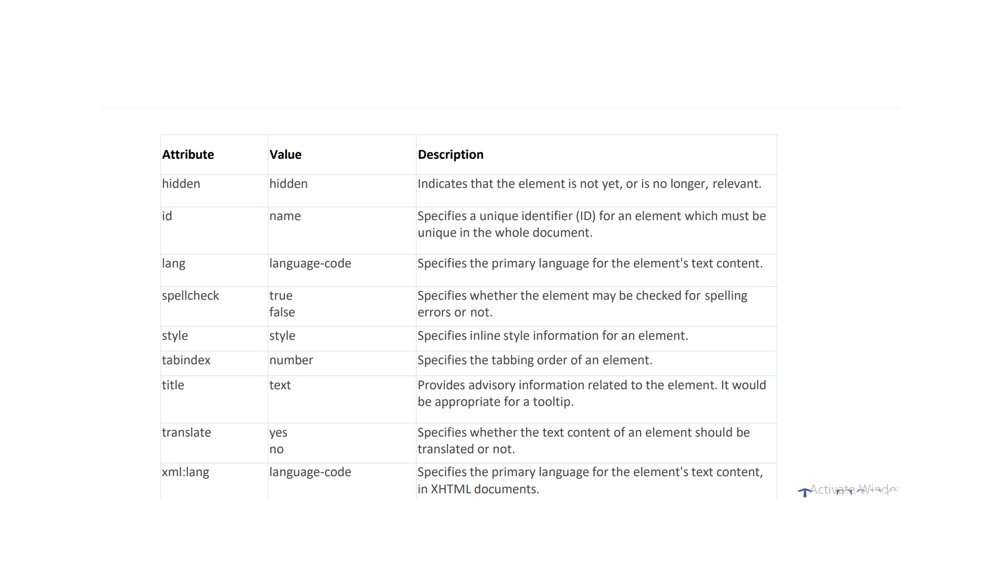 Attribute Value Description
hidden hidden Indicates that the element is not yet, or is no longer, relevant.
id name Specifies a unique identifier (ID) for an element which must be
unique in the whole document.
lang language-code Specifies the primary language for the element's text content.
spellcheck true Specifies whether the element may be checked for spelling
false errors or not.
style style Specifies inline style information for an element.
tabindex number Specifies the tabbing order of an element.
title text Provides advisory information related to the element. It would
be appropriate for a tooltip.
translate yes Specifies whether the text content of an element should be
no translated or not.
xml:lang language-code Specifies the primary language for the element's text content,
in XHTML documents.
Activate